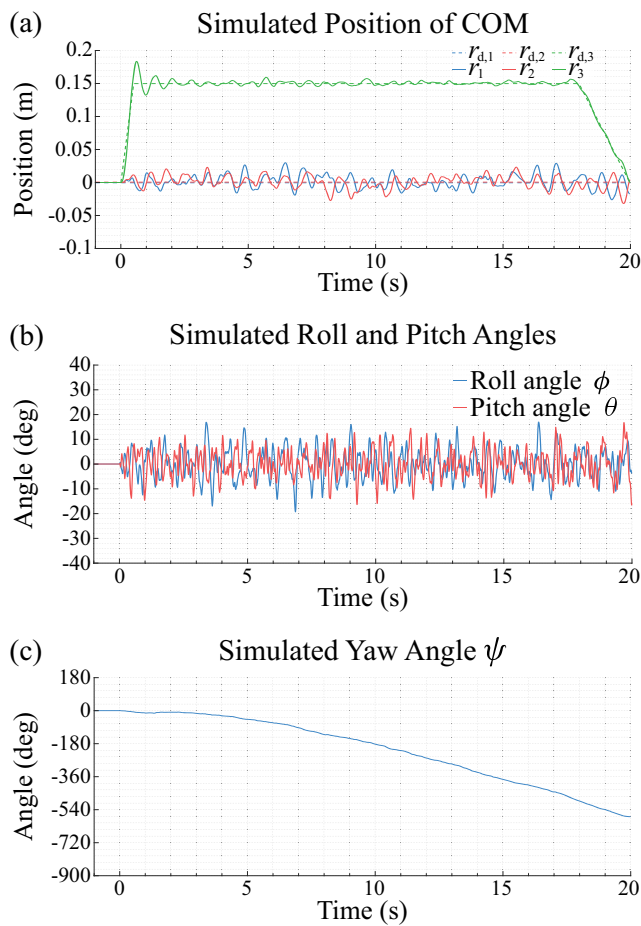 (a) Simulated Position of COM
r_d,1 r_d,2 r_d,3
r_1 r_2 r_3
Position (m)
0.2
0.15
0.1
0.05
0
-0.05
-0.1
0 5 10 15 20
Time (s)
(b) Simulated Roll and Pitch Angles
Roll angle ϕ
Pitch angle θ
Angle (deg)
40
30
20
10
0
-10
-20
-30
-40
0 5 10 15 20
Time (s)
(c) Simulated Yaw Angle ψ
Angle (deg)
180
0
-180
-360
-540
-720
-900
0 5 10 15 20
Time (s)